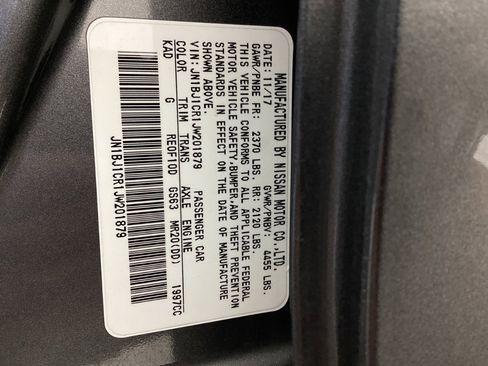 MANUFACTURED BY NISSAN MOTOR CO.,LTD.
DATE: 11/17 GVWR/PNBV: 4455 LBS.
GAWR/PNBE FR: 2370 LBS. RR: 2120 LBS.
THIS VEHICLE CONFORMS TO ALL APPLICABLE FEDERAL
MOTOR VEHICLE SAFETY,BUMPER,AND THEFT PREVENTION
STANDARDS IN EFFECT ON THE DATE OF MANUFACTURE
SHOWN ABOVE.
VIN: JN1BJ1CR1JW201879 PASSENGER CAR
COLOR TRIM TRANS AXLE ENGINE
KAD G RE0F10D GS63 MR20(DD) 1997CC
JN1BJ1CR1JW201879